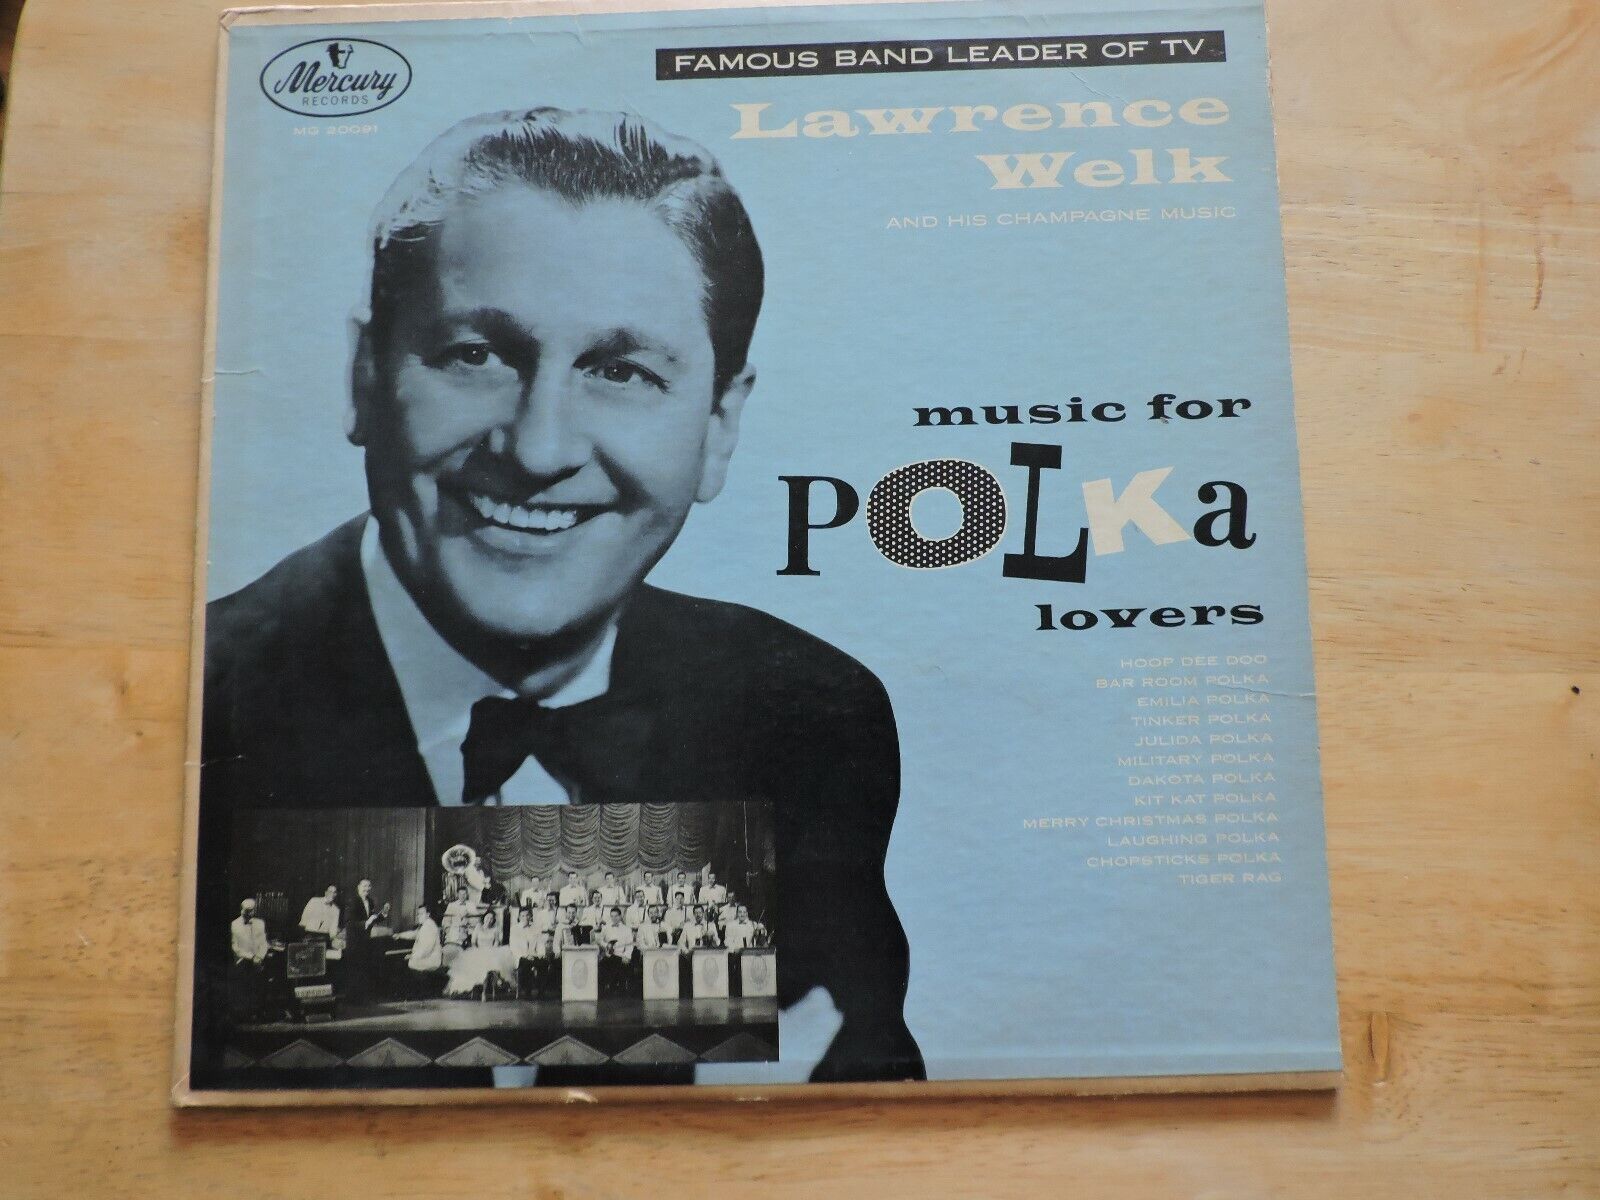 Mercury
RECORDS
MG 20091
FAMOUS BAND LEADER OF TV
Lawrence
Welk
AND HIS CHAMPAGNE MUSIC
music for
POLKa
lovers
HOOP DEE DOO
BAR ROOM POLKA
EMILIA POLKA
TINKER POLKA
JULIDA POLKA
MILITARY POLKA
DAKOTA POLKA
KIT KAT POLKA
MERRY CHRISTMAS POLKA
LAUGHING POLKA
CHOPSTICKS POLKA
TIGER RAG